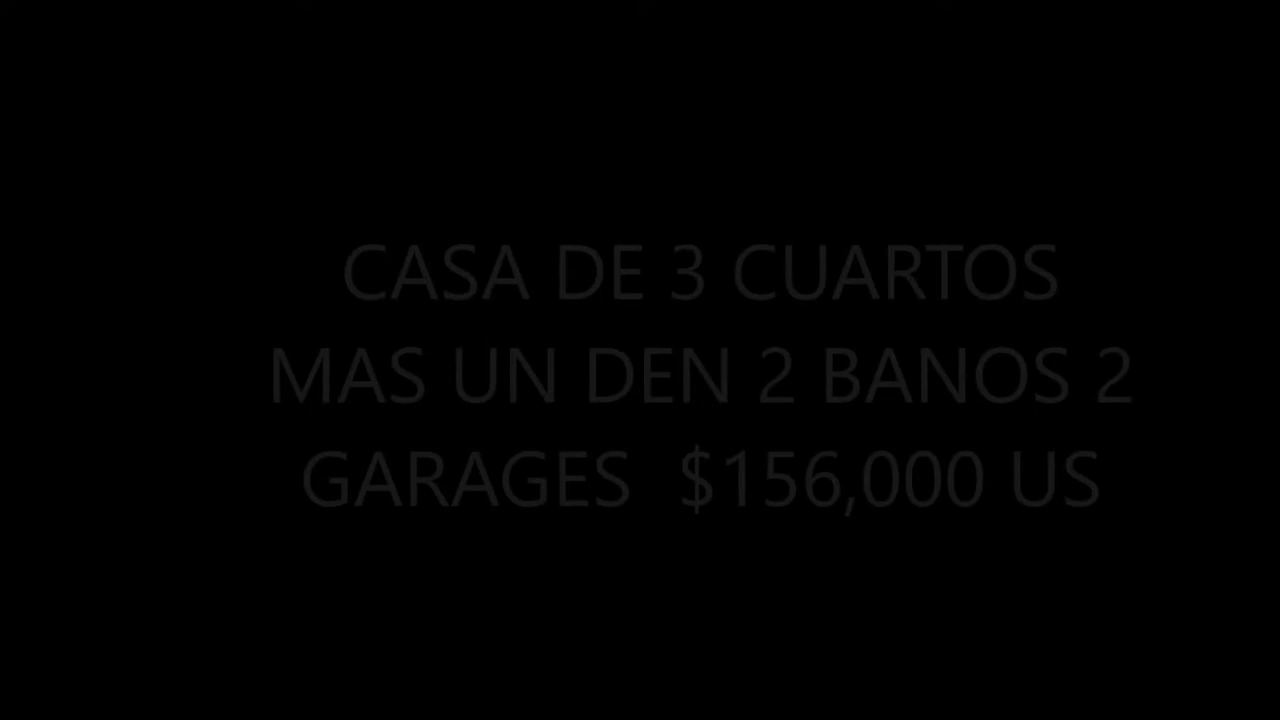 CASA DE 3 CUARTOS
MAS UN DEN 2 BANOS 2
GARAGES $156,000 US